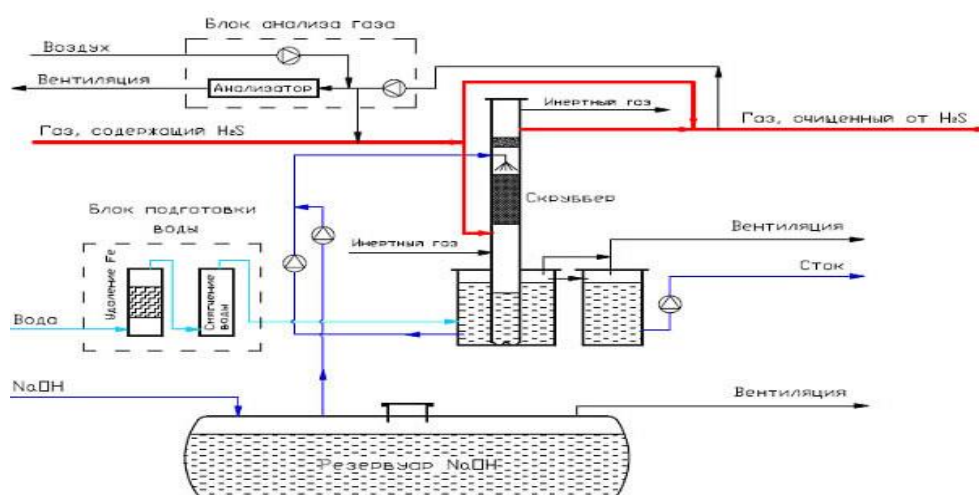 Блок анализа газа
Воздух
Вентиляция
Анализатор
Инертный газ
Газ, содержащий H₂S
Газ, очищенный от H₂S
Скруббер
Блок подготовки
воды
Инертный газ
Вентиляция
Сток
Удаление Fe
Смягчение
воды
Вода
NaOH
Вентиляция
Резервуар NaOH